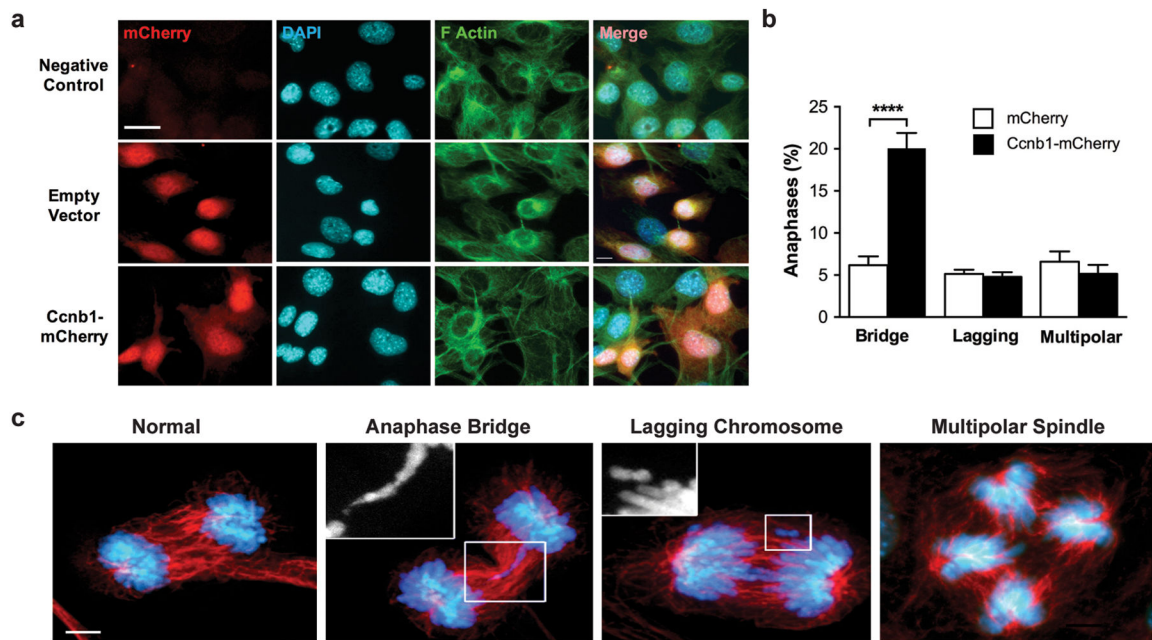 a
mCherry
DAPI
F Actin
Merge
Negative
Control
Empty
Vector
Ccnb1-
mCherry
b
25
20
15
10
5
0
Anaphases (%)
****
mCherry
Ccnb1-mCherry
Bridge
Lagging
Multipolar
c
Normal
Anaphase Bridge
Lagging Chromosome
Multipolar Spindle